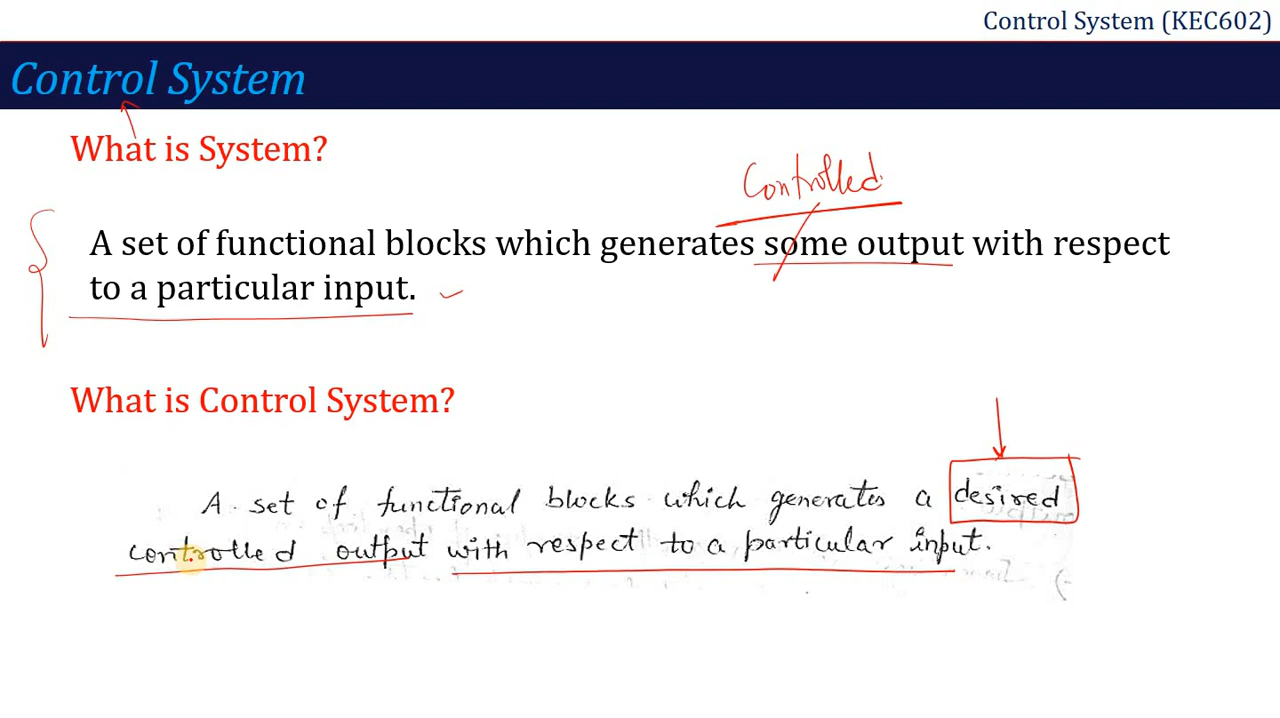 Control System (KEC602)
Control System
What is System?
Controlled
A set of functional blocks which generates some output with respect
to a particular input.
What is Control System?
A set of functional blocks which generates a desired
controlled output with respect to a particular input.